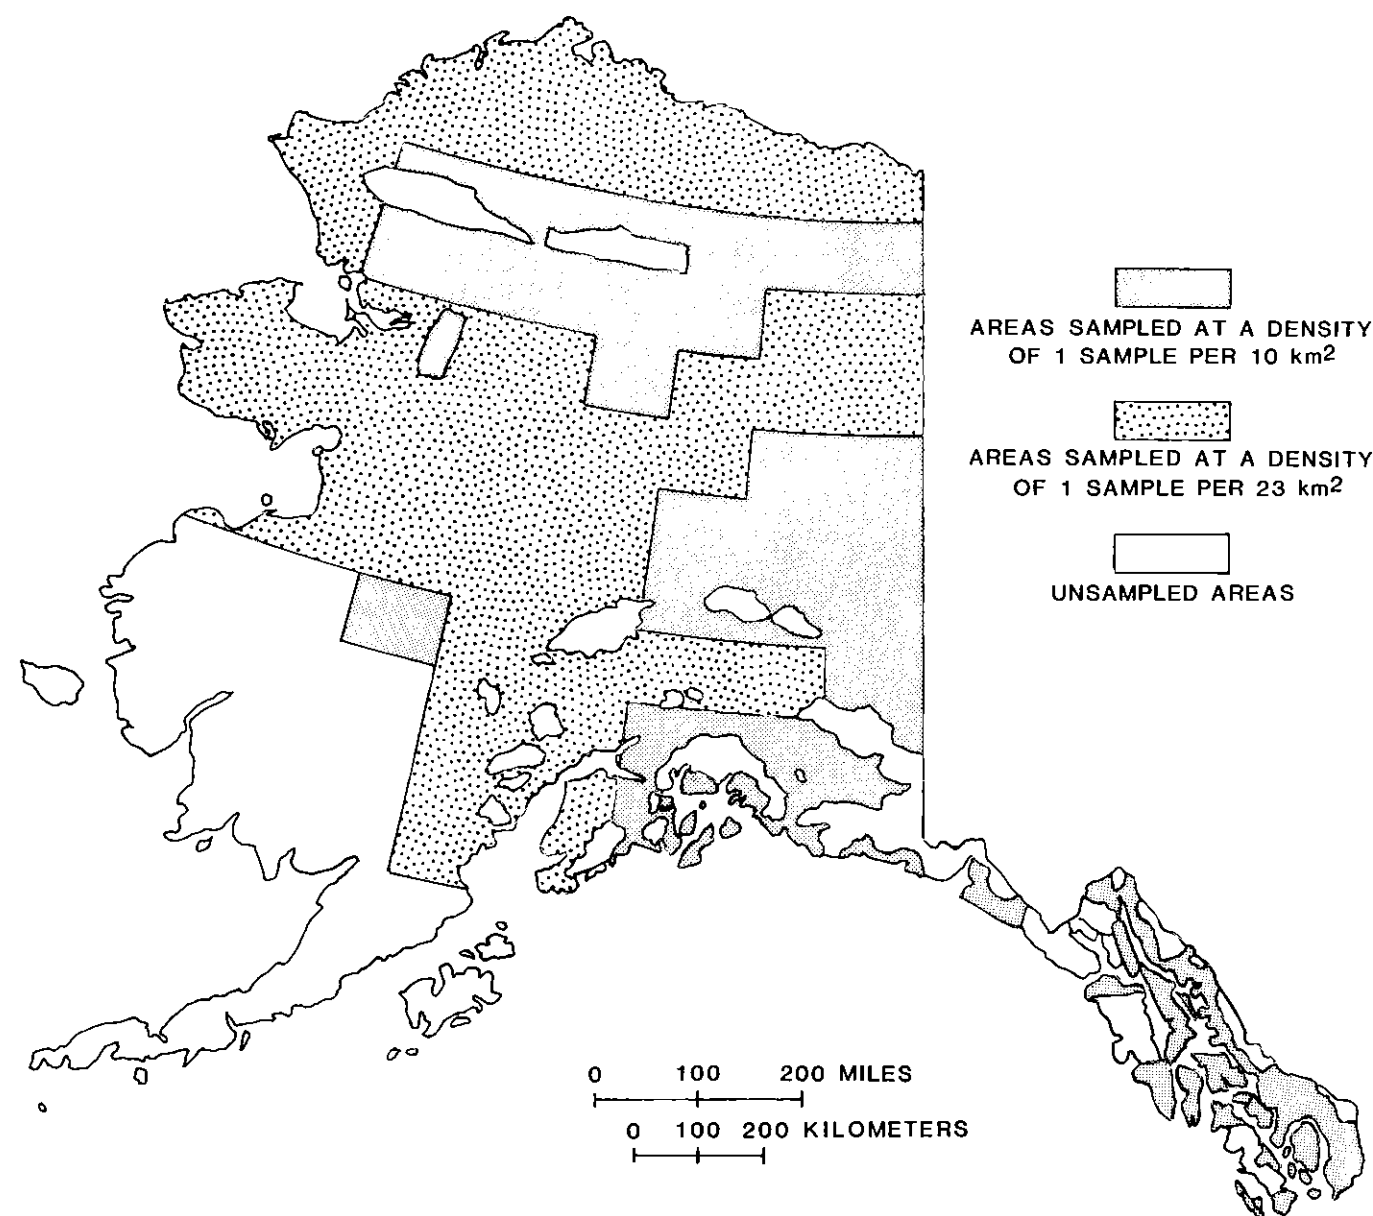 AREAS SAMPLED AT A DENSITY
OF 1 SAMPLE PER 10 km²
AREAS SAMPLED AT A DENSITY
OF 1 SAMPLE PER 23 km²
UNSAMPLED AREAS
0 100 200 MILES
0 100 200 KILOMETERS